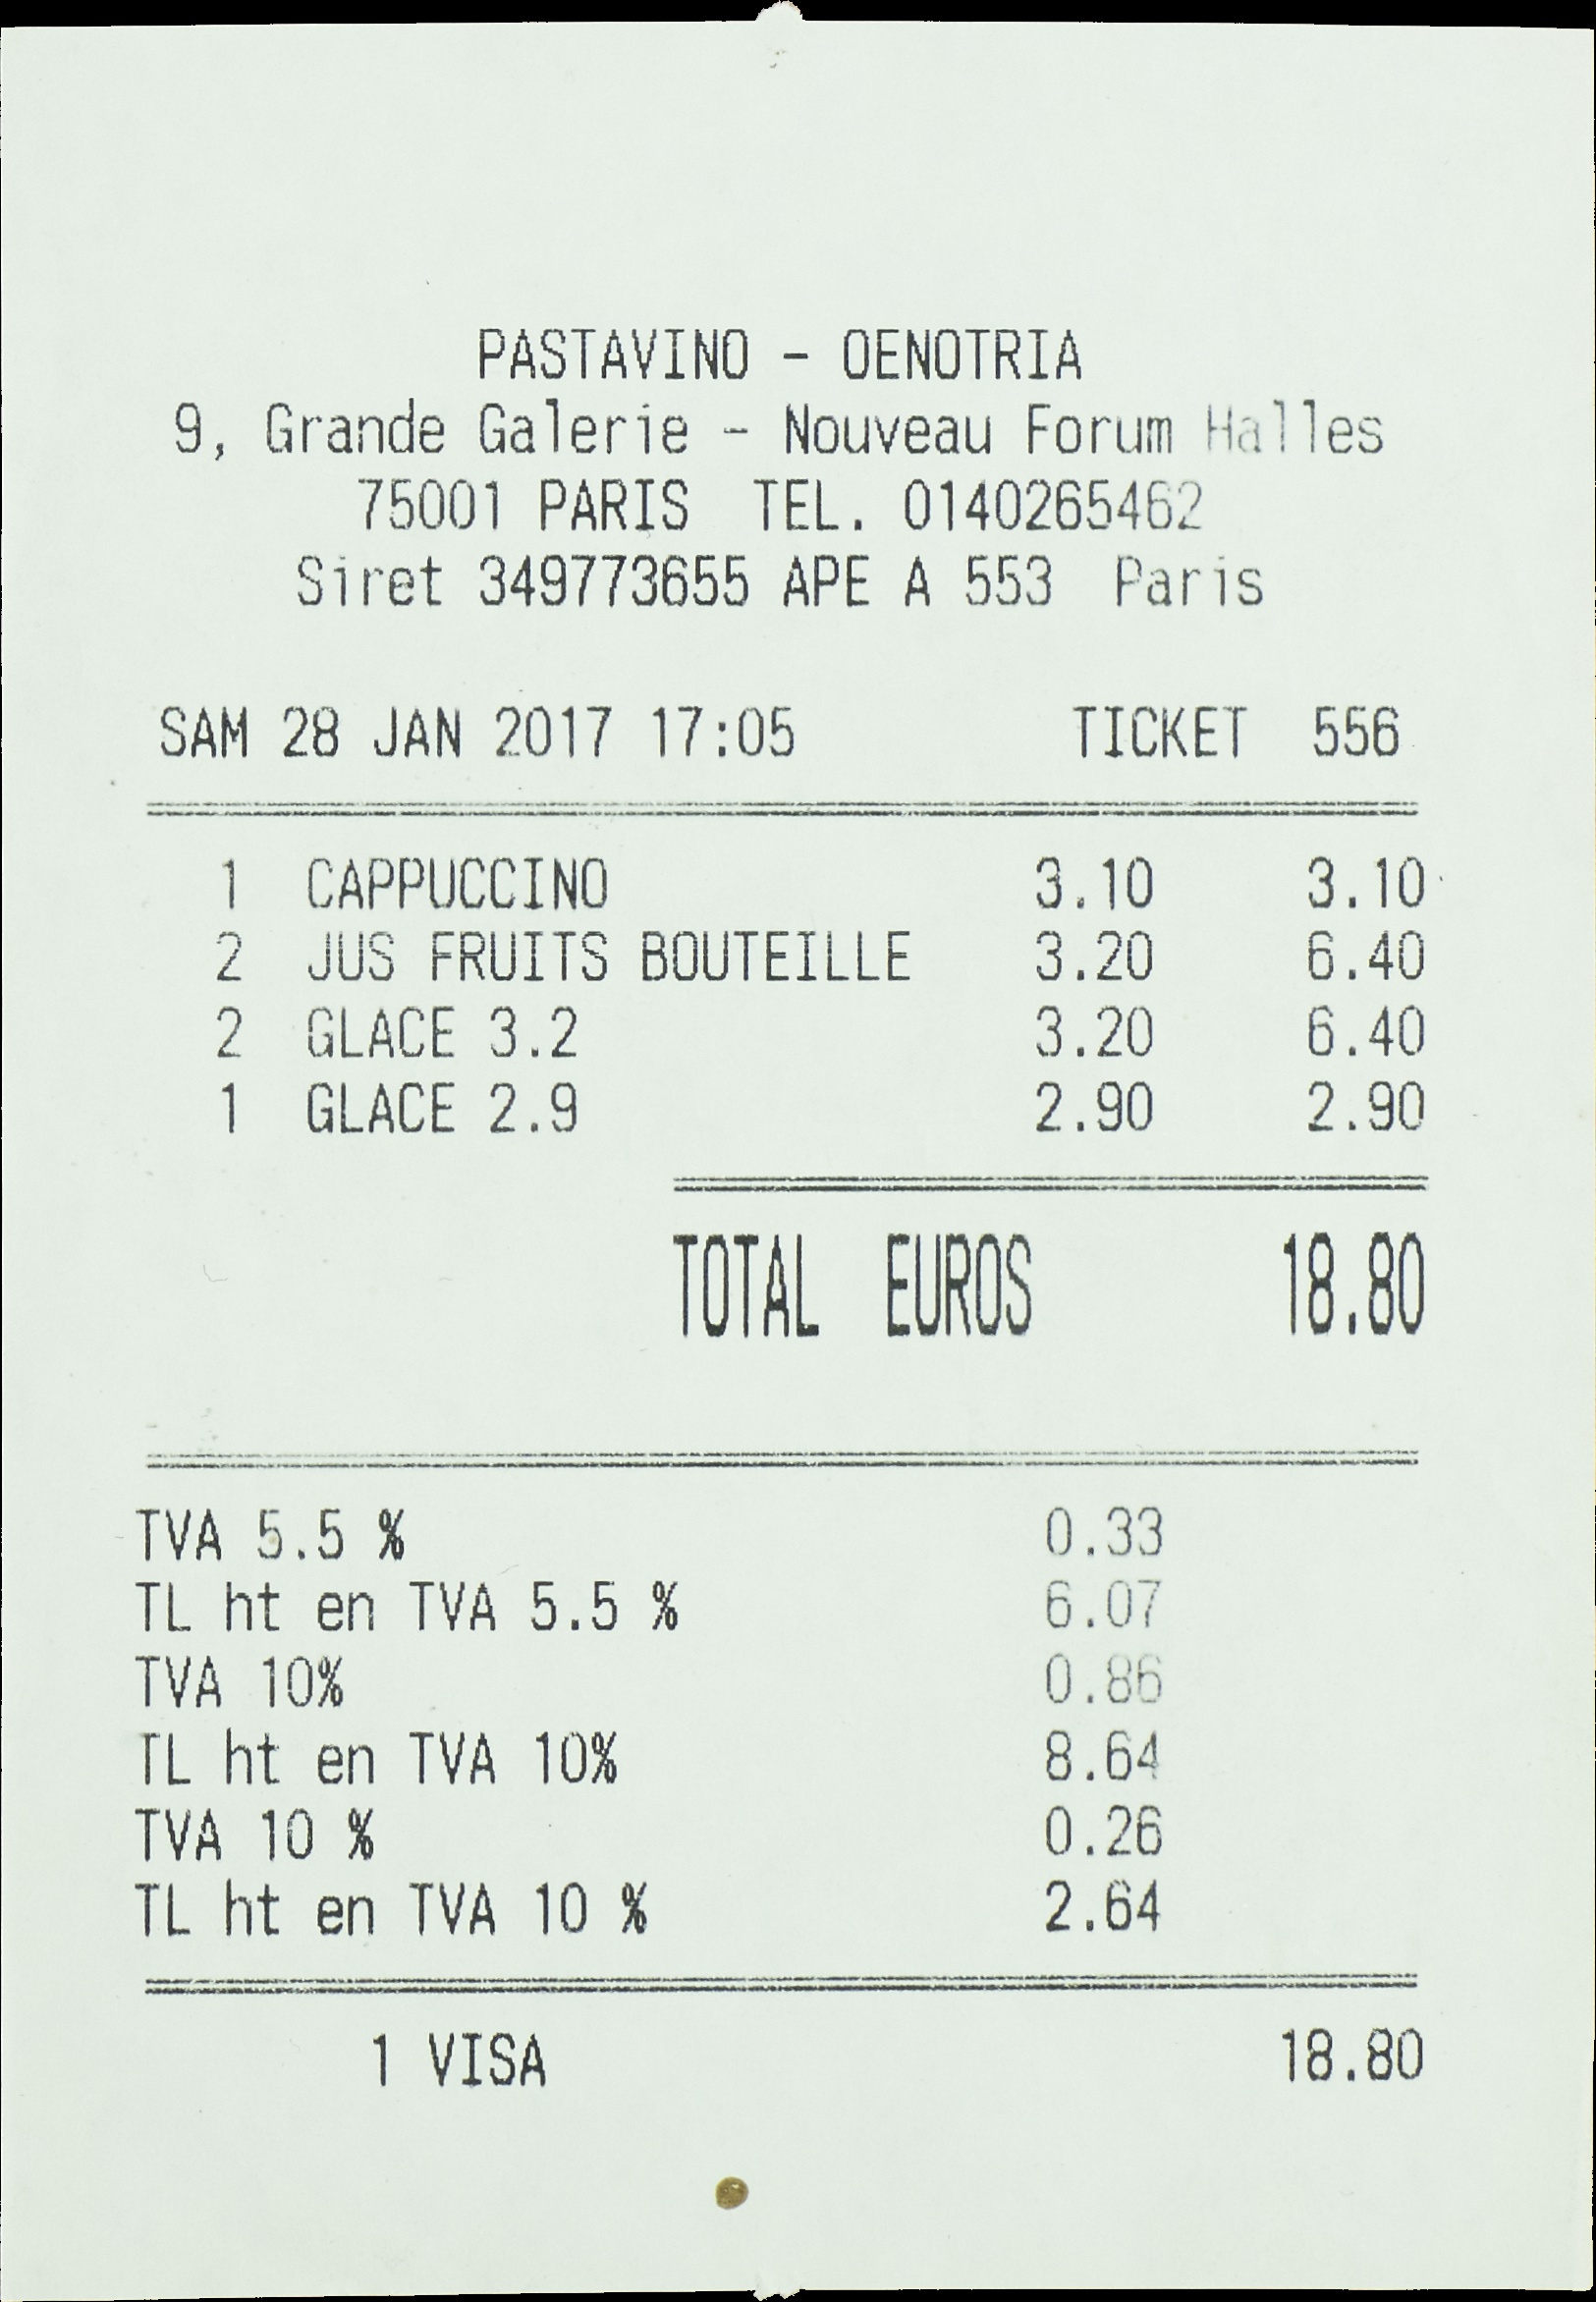 PASTAVINO - OENOTRIA
9, Grande Galerie - Nouveau Forum Halles
75001 PARIS  TEL. 0140265462
Siret 349773655 APE A 553  Paris
SAM 28 JAN 2017 17:05 TICKET  556
1 CAPPUCCINO 3.10 3.10
2 JUS FRUITS BOUTEILLE 3.20 6.40
2 GLACE 3.2 3.20 6.40
1 GLACE 2.9 2.90 2.90
TOTAL EUROS 18.80
TVA 5.5 % 0.33
TL ht en TVA 5.5 % 6.07
TVA 10% 0.86
TL ht en TVA 10% 8.64
TVA 10 % 0.26
TL ht en TVA 10 % 2.64
1 VISA 18.80